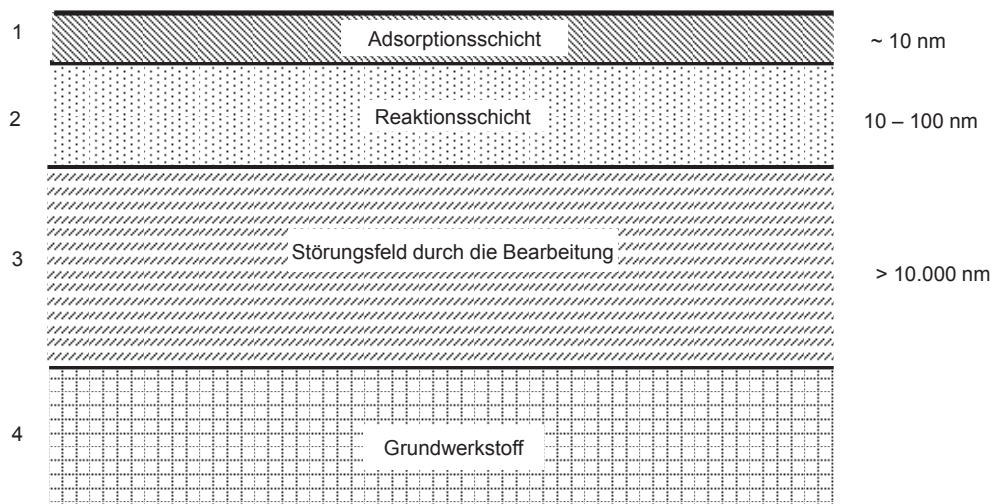 1
Adsorptionsschicht
~ 10 nm
2
Reaktionsschicht
10 – 100 nm
3
Störungsfeld durch die Bearbeitung
> 10.000 nm
4
Grundwerkstoff